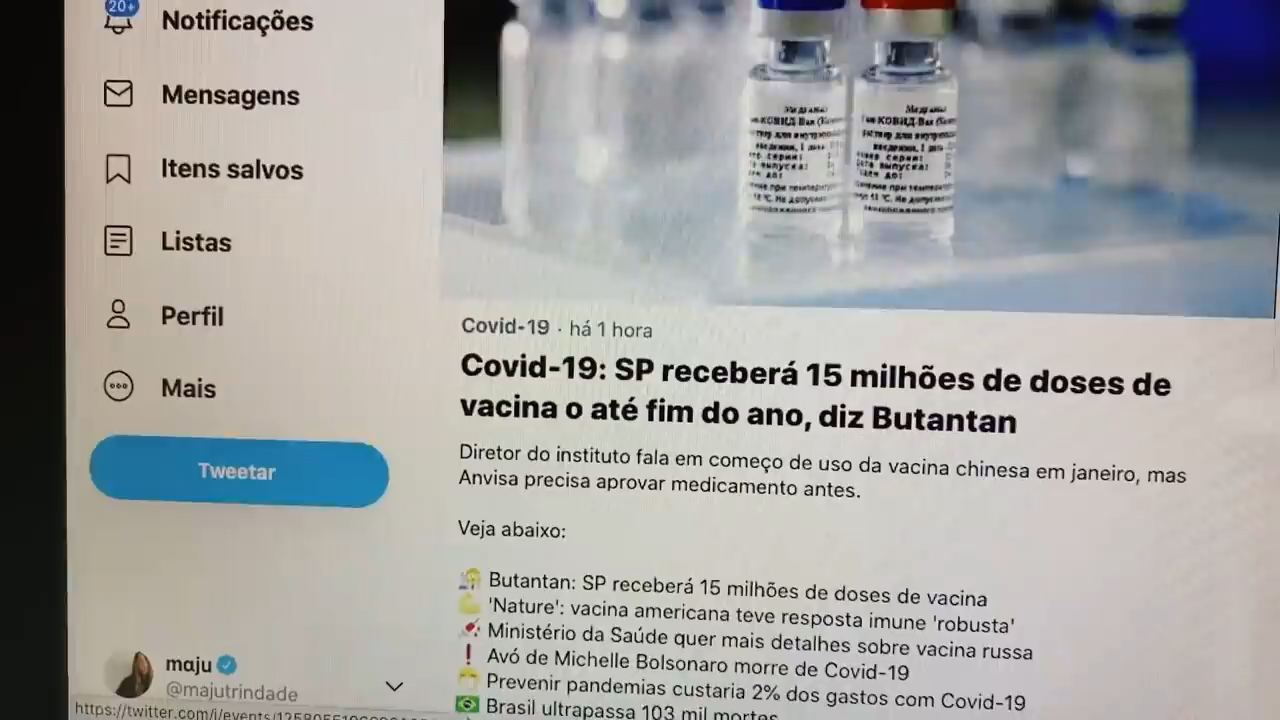 20+
Notificações
Mensagens
Itens salvos
Listas
Perfil
Mais
Tweetar
maju
@majutrindade
Covid-19 · há 1 hora
Covid-19: SP receberá 15 milhões de doses de
vacina o até fim do ano, diz Butantan
Diretor do instituto fala em começo de uso da vacina chinesa em janeiro, mas
Anvisa precisa aprovar medicamento antes.
Veja abaixo:
Butantan: SP receberá 15 milhões de doses de vacina
'Nature': vacina americana teve resposta imune 'robusta'
Ministério da Saúde quer mais detalhes sobre vacina russa
Avó de Michelle Bolsonaro morre de Covid-19
Prevenir pandemias custaria 2% dos gastos com Covid-19
Brasil ultrapassa 103 mil mortes